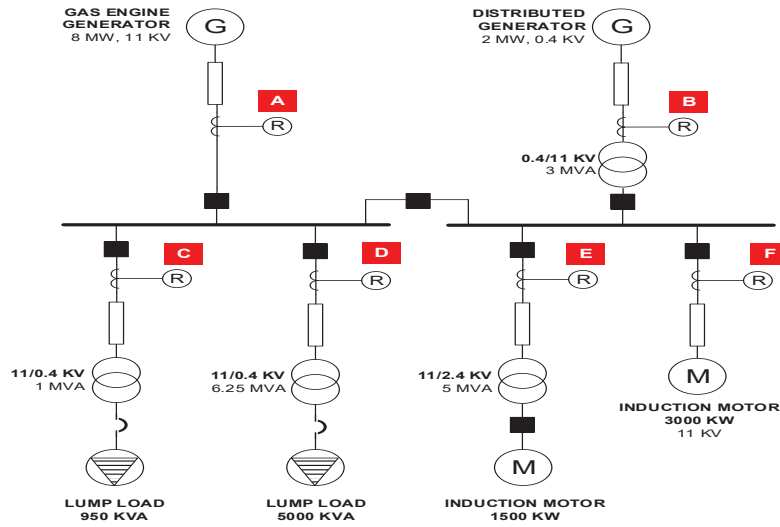 GAS ENGINE
GENERATOR
8 MW, 11 KV
G
DISTRIBUTED
GENERATOR
2 MW, 0.4 KV
G
A
R
B
R
0.4/11 KV
3 MVA
C
R
D
R
E
R
F
R
11/0.4 KV
1 MVA
11/0.4 KV
6.25 MVA
11/2.4 KV
5 MVA
M
INDUCTION MOTOR
3000 KW
11 KV
M
LUMP LOAD
950 KVA
LUMP LOAD
5000 KVA
INDUCTION MOTOR
1500 KW